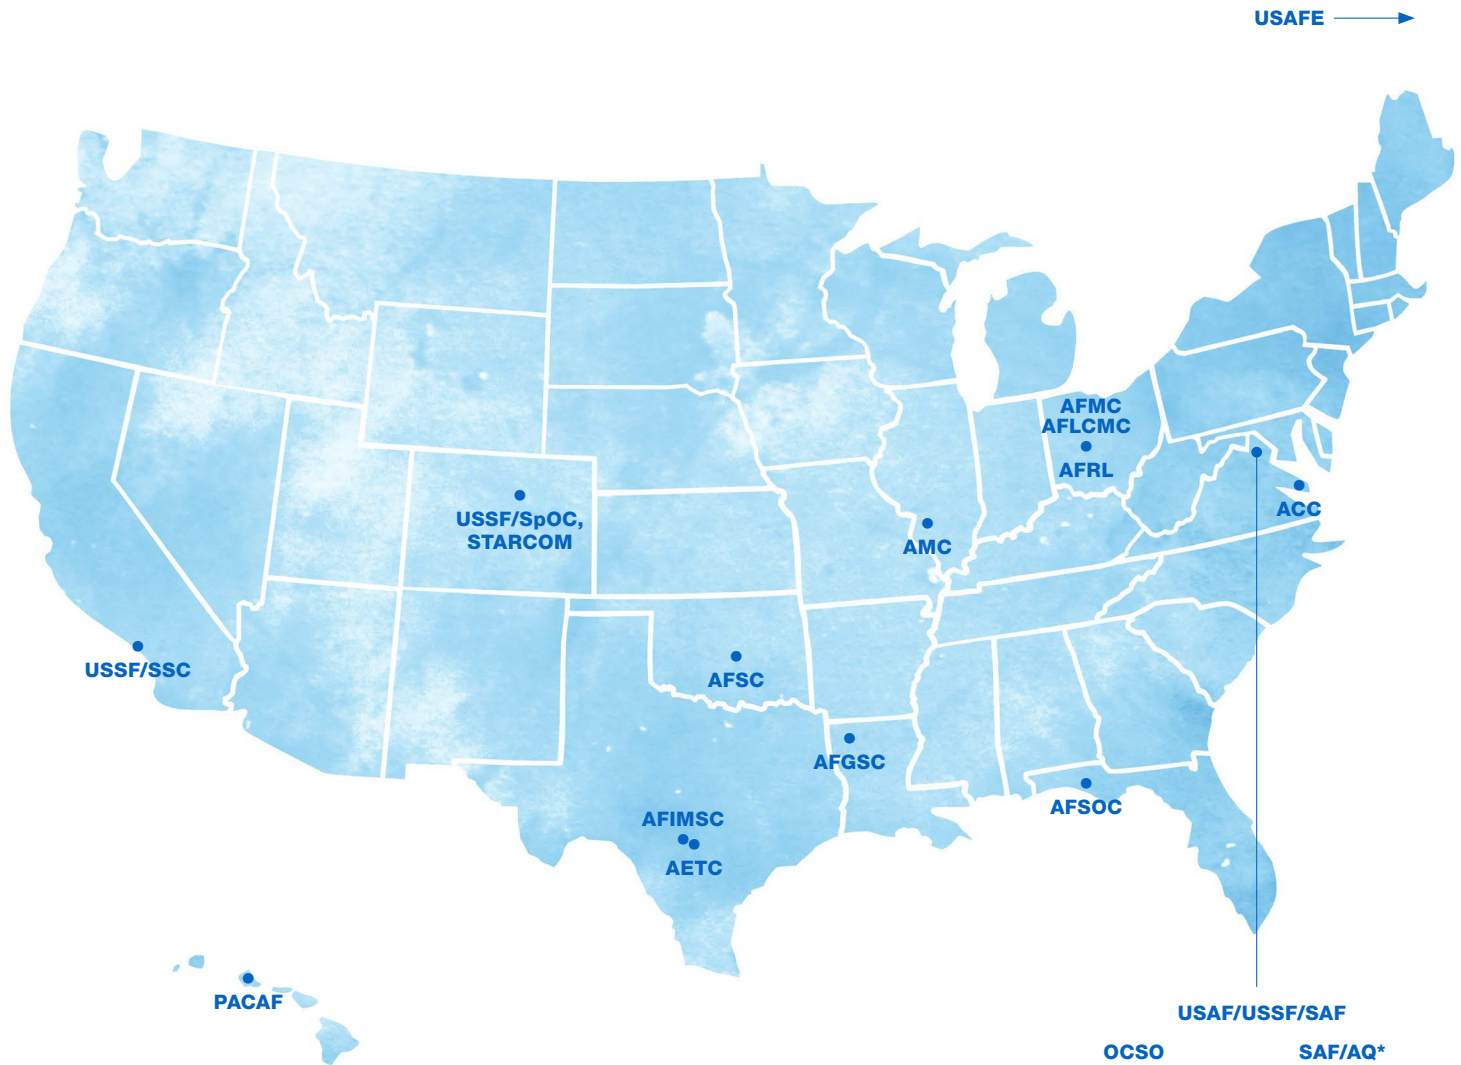 USAFE
AFMC
AFLCMC
AFRL
ACC
USSF/SpOC,
STARCOM
AMC
USSF/SSC
AFSC
AFGSC
AFSOC
AFIMSC
AETC
PACAF
USAF/USSF/SAF
OCSO
SAF/AQ*